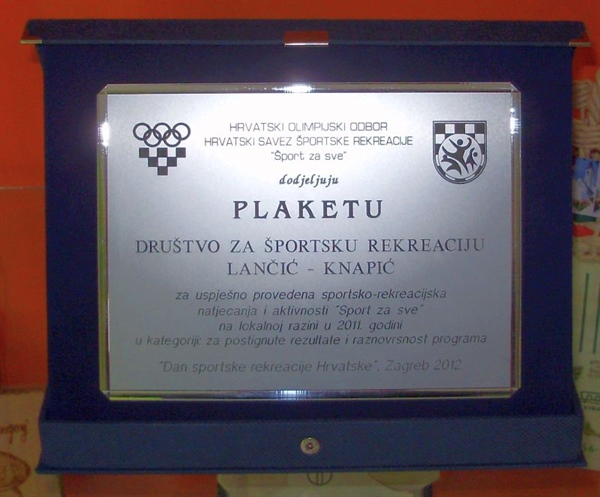 HRVATSKI OLIMPIJSKI ODBOR
HRVATSKI SAVEZ ŠPORTSKE REKREACIJE
"Šport za sve"
dodjeljuju
PLAKETU
DRUŠTVO ZA ŠPORTSKU REKREACIJU
LANČIĆ - KNAPIĆ
za uspješno provedena sportsko-rekreacijska
natjecanja i aktivnosti "Sport za sve"
na lokalnoj razini u 2011. godini
u kategoriji: za postignute rezultate i raznovrsnost programa
"Dan sportske rekreacije Hrvatske", Zagreb 2012.